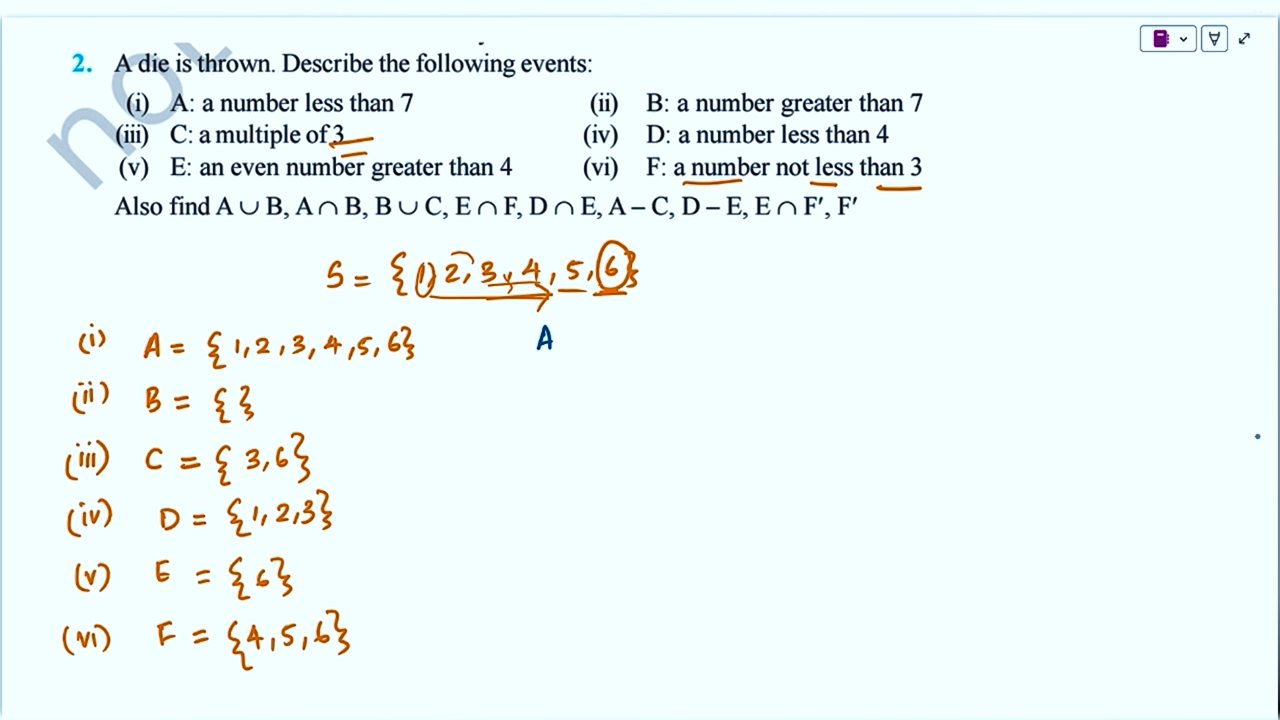 not
2. A die is thrown. Describe the following events:
(i) A: a number less than 7 (ii) B: a number greater than 7
(iii) C: a multiple of 3 (iv) D: a number less than 4
(v) E: an even number greater than 4 (vi) F: a number not less than 3
Also find A ∪ B, A ∩ B, B ∪ C, E ∩ F, D ∩ E, A – C, D – E, E ∩ F′, F′
S = {1, 2, 3, 4, 5, 6}
A
(i) A = {1, 2, 3, 4, 5, 6}
(ii) B = { }
(iii) C = {3, 6}
(iv) D = {1, 2, 3}
(v) E = {6}
(vi) F = {4, 5, 6}